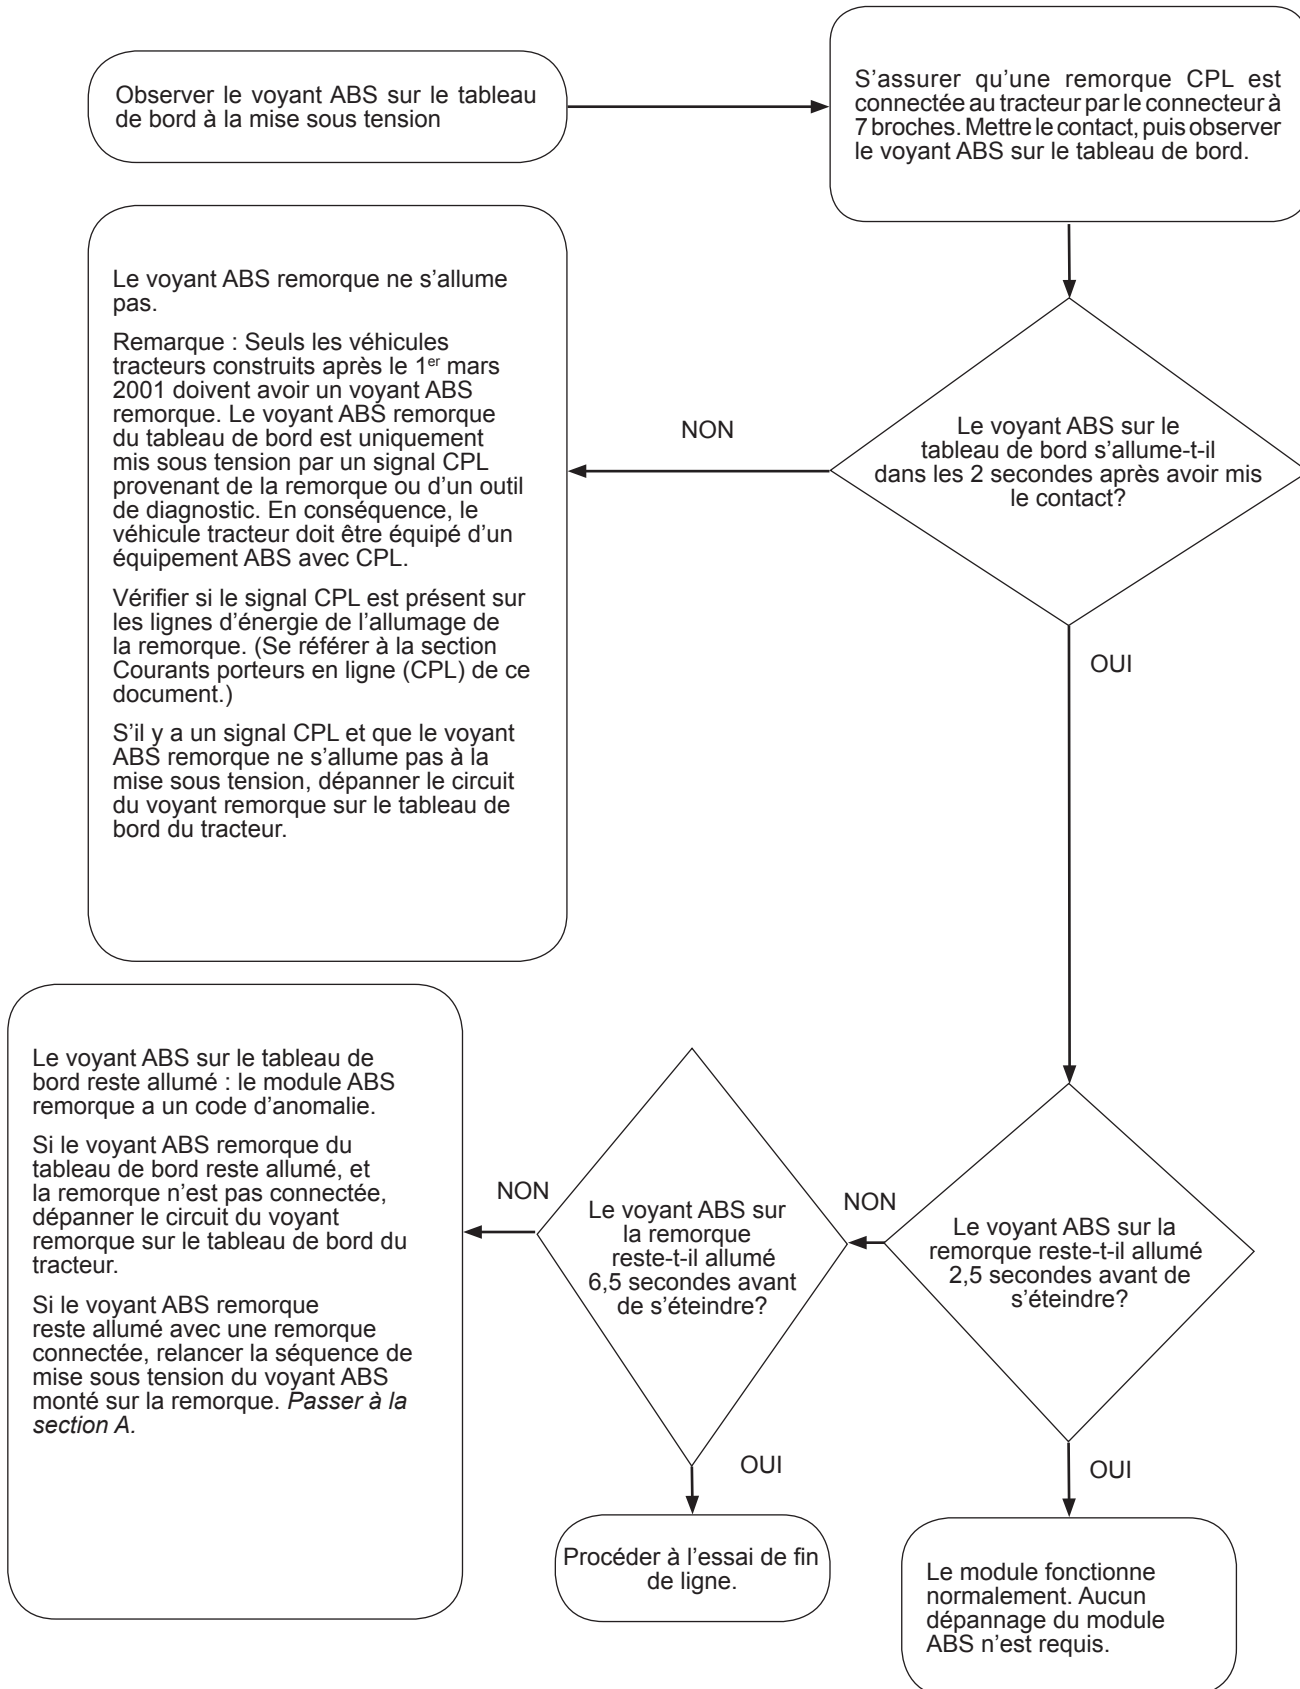 Observer le voyant ABS sur le tableau
de bord à la mise sous tension
S’assurer qu’une remorque CPL est
connectée au tracteur par le connecteur à
7 broches. Mettre le contact, puis observer
le voyant ABS sur le tableau de bord.
Le voyant ABS remorque ne s’allume
pas.
Remarque : Seuls les véhicules
tracteurs construits après le 1er mars
2001 doivent avoir un voyant ABS
remorque. Le voyant ABS remorque
du tableau de bord est uniquement
mis sous tension par un signal CPL
provenant de la remorque ou d’un outil
de diagnostic. En conséquence, le
véhicule tracteur doit être équipé d’un
équipement ABS avec CPL.
Vérifier si le signal CPL est présent sur
les lignes d’énergie de l’allumage de
la remorque. (Se référer à la section
Courants porteurs en ligne (CPL) de ce
document.)
S’il y a un signal CPL et que le voyant
ABS remorque ne s’allume pas à la
mise sous tension, dépanner le circuit
du voyant remorque sur le tableau de
bord du tracteur.
NON
Le voyant ABS sur le
tableau de bord s’allume-t-il
dans les 2 secondes après avoir mis
le contact?
OUI
Le voyant ABS sur le tableau de
bord reste allumé : le module ABS
remorque a un code d’anomalie.
Si le voyant ABS remorque du
tableau de bord reste allumé, et
la remorque n’est pas connectée,
dépanner le circuit du voyant
remorque sur le tableau de bord du
tracteur.
Si le voyant ABS remorque
reste allumé avec une remorque
connectée, relancer la séquence de
mise sous tension du voyant ABS
monté sur la remorque. Passer à la
section A.
NON
Le voyant ABS sur
la remorque
reste-t-il allumé
6,5 secondes avant
de s’éteindre?
NON
Le voyant ABS sur la
remorque reste-t-il allumé
2,5 secondes avant de
s’éteindre?
OUI
OUI
Procéder à l’essai de fin
de ligne.
Le module fonctionne
normalement. Aucun
dépannage du module
ABS n’est requis.